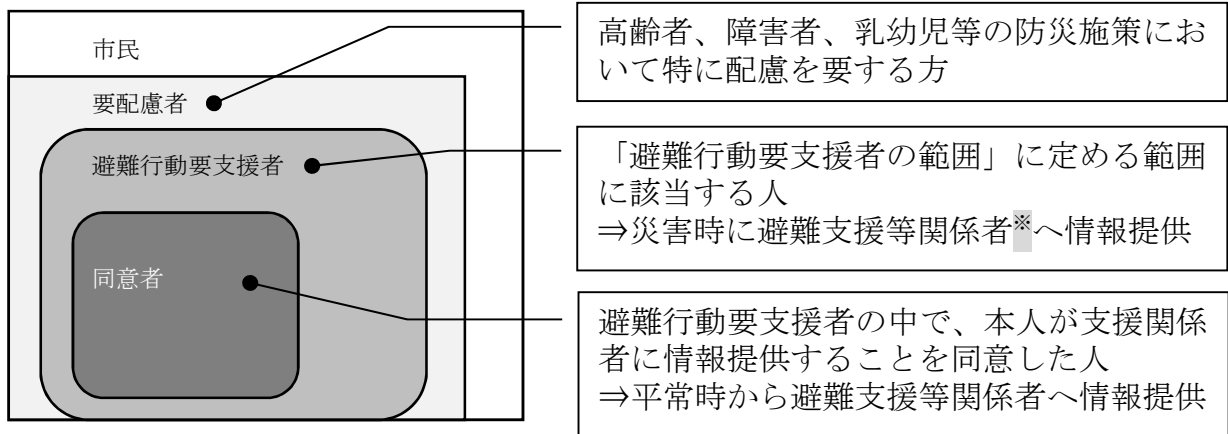 市民
要配慮者
避難行動要支援者
同意者
高齢者、障害者、乳幼児等の防災施策にお
いて特に配慮を要する方
「避難行動要支援者の範囲」に定める範囲
に該当する人
⇒災害時に避難支援等関係者※へ情報提供
避難行動要支援者の中で、本人が支援関係
者に情報提供することを同意した人
⇒平常時から避難支援等関係者へ情報提供